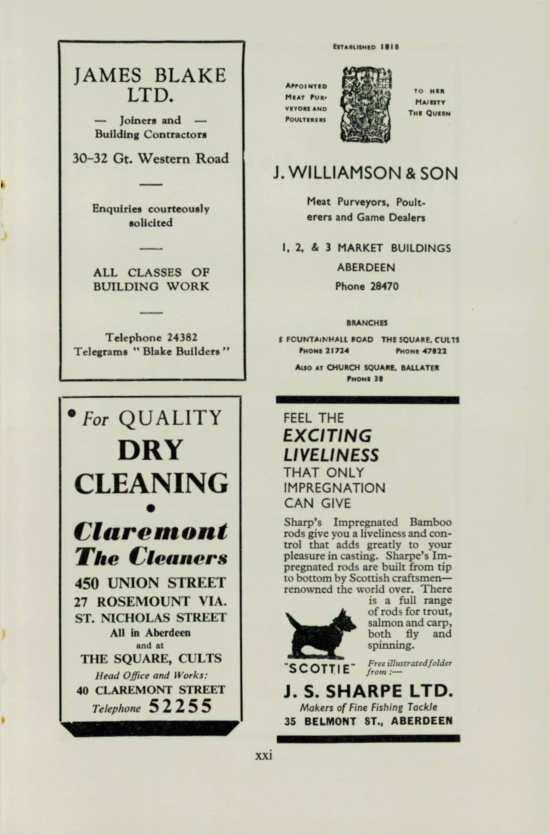 JAMES BLAKE
LTD.
— Joiners and —
Building Contractors
30–32 Gt. Western Road
Enquiries courteously
solicited
ALL CLASSES OF
BUILDING WORK
Telephone 24382
Telegrams " Blake Builders "
ESTABLISHED 1818
APPOINTED
MEAT PUR-
VEYORS AND
POULTERERS
TO HER
MAJESTY
THE QUEEN
J. WILLIAMSON & SON
Meat Purveyors, Poult-
erers and Game Dealers
1, 2, & 3 MARKET BUILDINGS
ABERDEEN
Phone 28470
BRANCHES
5 FOUNTAINHALL ROAD THE SQUARE, CULTS
PHONE 21724 PHONE 47822
ALSO AT CHURCH SQUARE, BALLATER
PHONE 38
• For QUALITY
DRY
CLEANING
•
Claremont
The Cleaners
450 UNION STREET
27 ROSEMOUNT VIA.
ST. NICHOLAS STREET
All in Aberdeen
and at
THE SQUARE, CULTS
Head Office and Works:
40 CLAREMONT STREET
Telephone 52255
FEEL THE
EXCITING
LIVELINESS
THAT ONLY
IMPREGNATION
CAN GIVE
Sharp's Impregnated Bamboo
rods give you a liveliness and con-
trol that adds greatly to your
pleasure in casting. Sharpe's Im-
pregnated rods are built from tip
to bottom by Scottish craftsmen—
renowned the world over. There
is a full range
of rods for trout,
salmon and carp,
both fly and
spinning.
"SCOTTIE"
Free illustrated folder
from :—
J. S. SHARPE LTD.
Makers of Fine Fishing Tackle
35 BELMONT ST., ABERDEEN
xxi